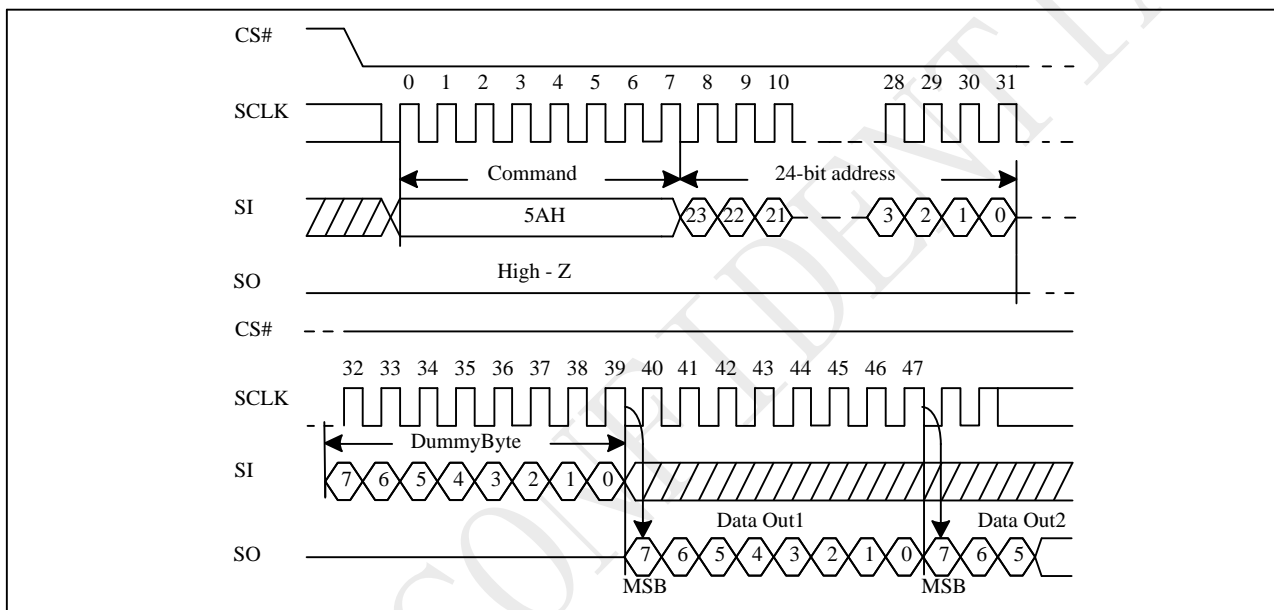 CS#
0 1 2 3 4 5 6 7 8 9 10 28 29 30 31
SCLK
Command 24-bit address
SI 5AH 23 22 21 3 2 1 0
High - Z
SO
CS#
32 33 34 35 36 37 38 39 40 41 42 43 44 45 46 47
SCLK
DummyByte
SI 7 6 5 4 3 2 1 0
Data Out1 Data Out2
SO 7 6 5 4 3 2 1 0 7 6 5
MSB MSB
CONFIDENTIA